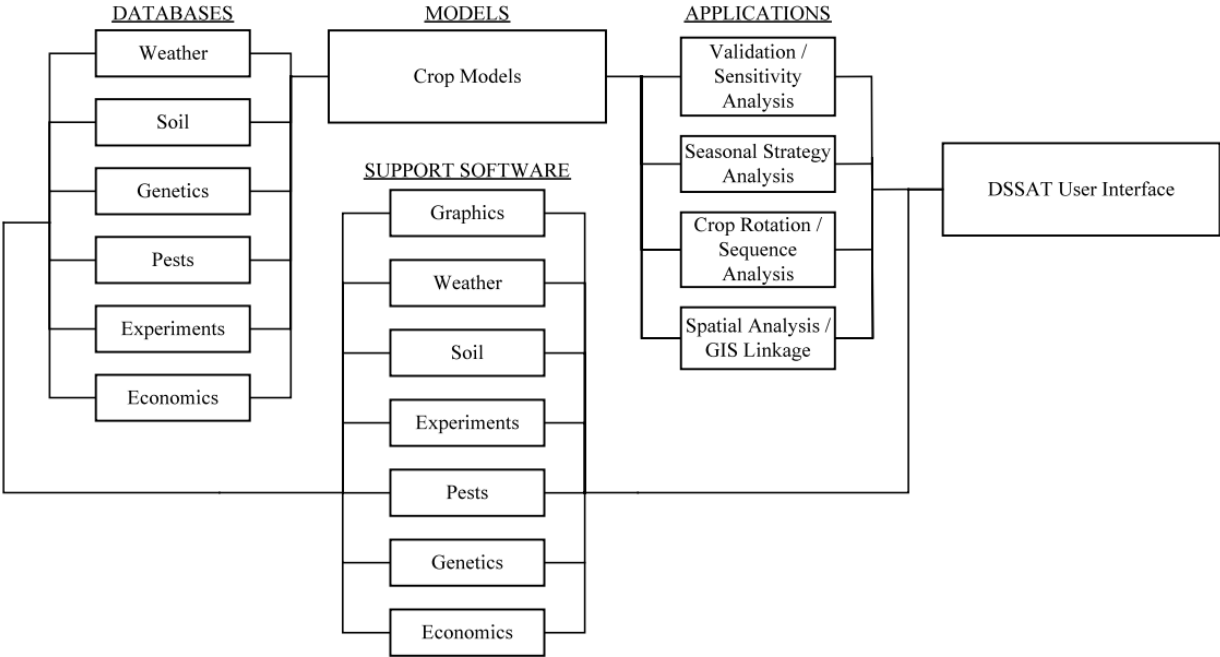 DATABASES
Weather
Soil
Genetics
Pests
Experiments
Economics
MODELS
Crop Models
SUPPORT SOFTWARE
Graphics
Weather
Soil
Experiments
Pests
Genetics
Economics
APPLICATIONS
Validation /
Sensitivity
Analysis
Seasonal Strategy
Analysis
Crop Rotation /
Sequence
Analysis
Spatial Analysis /
GIS Linkage
DSSAT User Interface